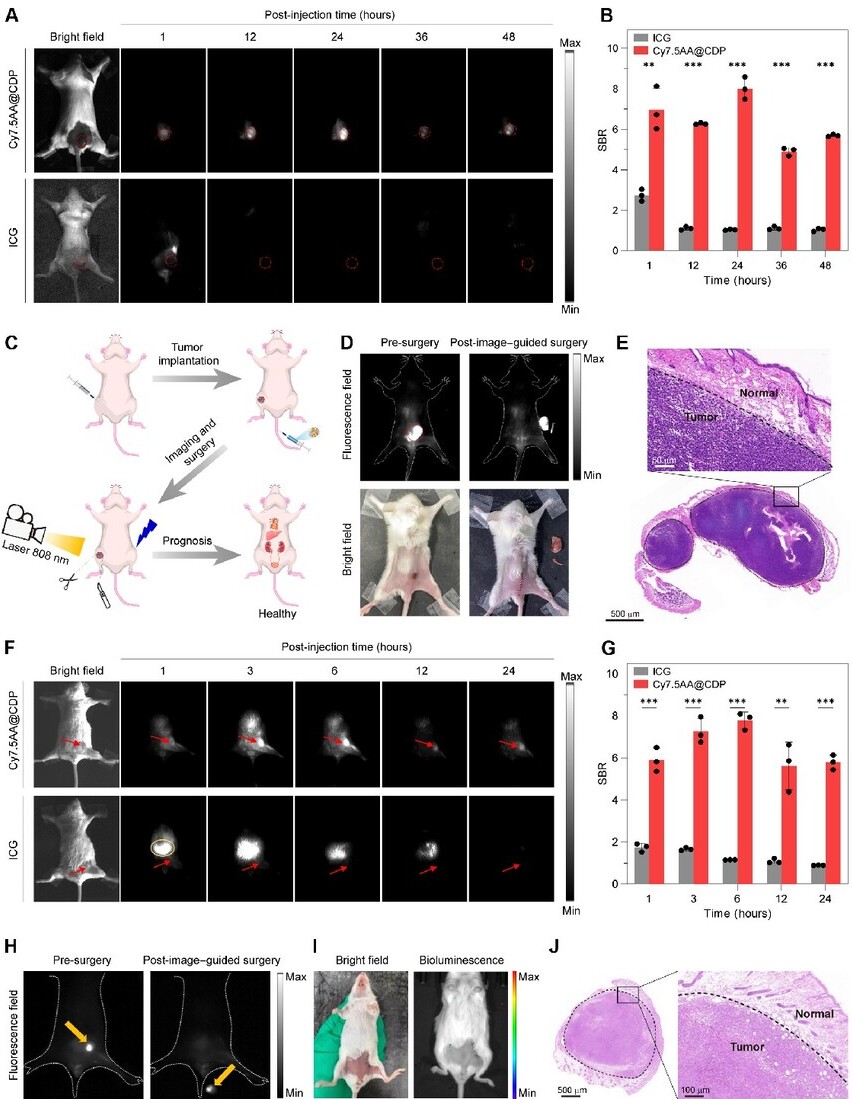 A
Post-injection time (hours)
Bright field
1
12
24
36
48
Cy7.5AA@CDP
ICG
Max
Min
B
ICG
Cy7.5AA@CDP
SBR
10
8
6
4
2
0
**
***
***
***
***
1
12
24
36
48
Time (hours)
C
Tumor
implantation
Imaging and
surgery
Laser 808 nm
Prognosis
Healthy
D
Pre-surgery
Post-image–guided surgery
Fluorescence field
Bright field
Max
Min
E
Normal
Tumor
50 μm
500 μm
F
Post-injection time (hours)
Bright field
1
3
6
12
24
Cy7.5AA@CDP
ICG
Max
Min
G
ICG
Cy7.5AA@CDP
SBR
10
8
6
4
2
0
***
***
***
**
***
1
3
6
12
24
Time (hours)
H
Pre-surgery
Post-image–guided surgery
Fluorescence field
Max
Min
I
Bright field
Bioluminescence
Max
Min
J
500 μm
Normal
Tumor
100 μm